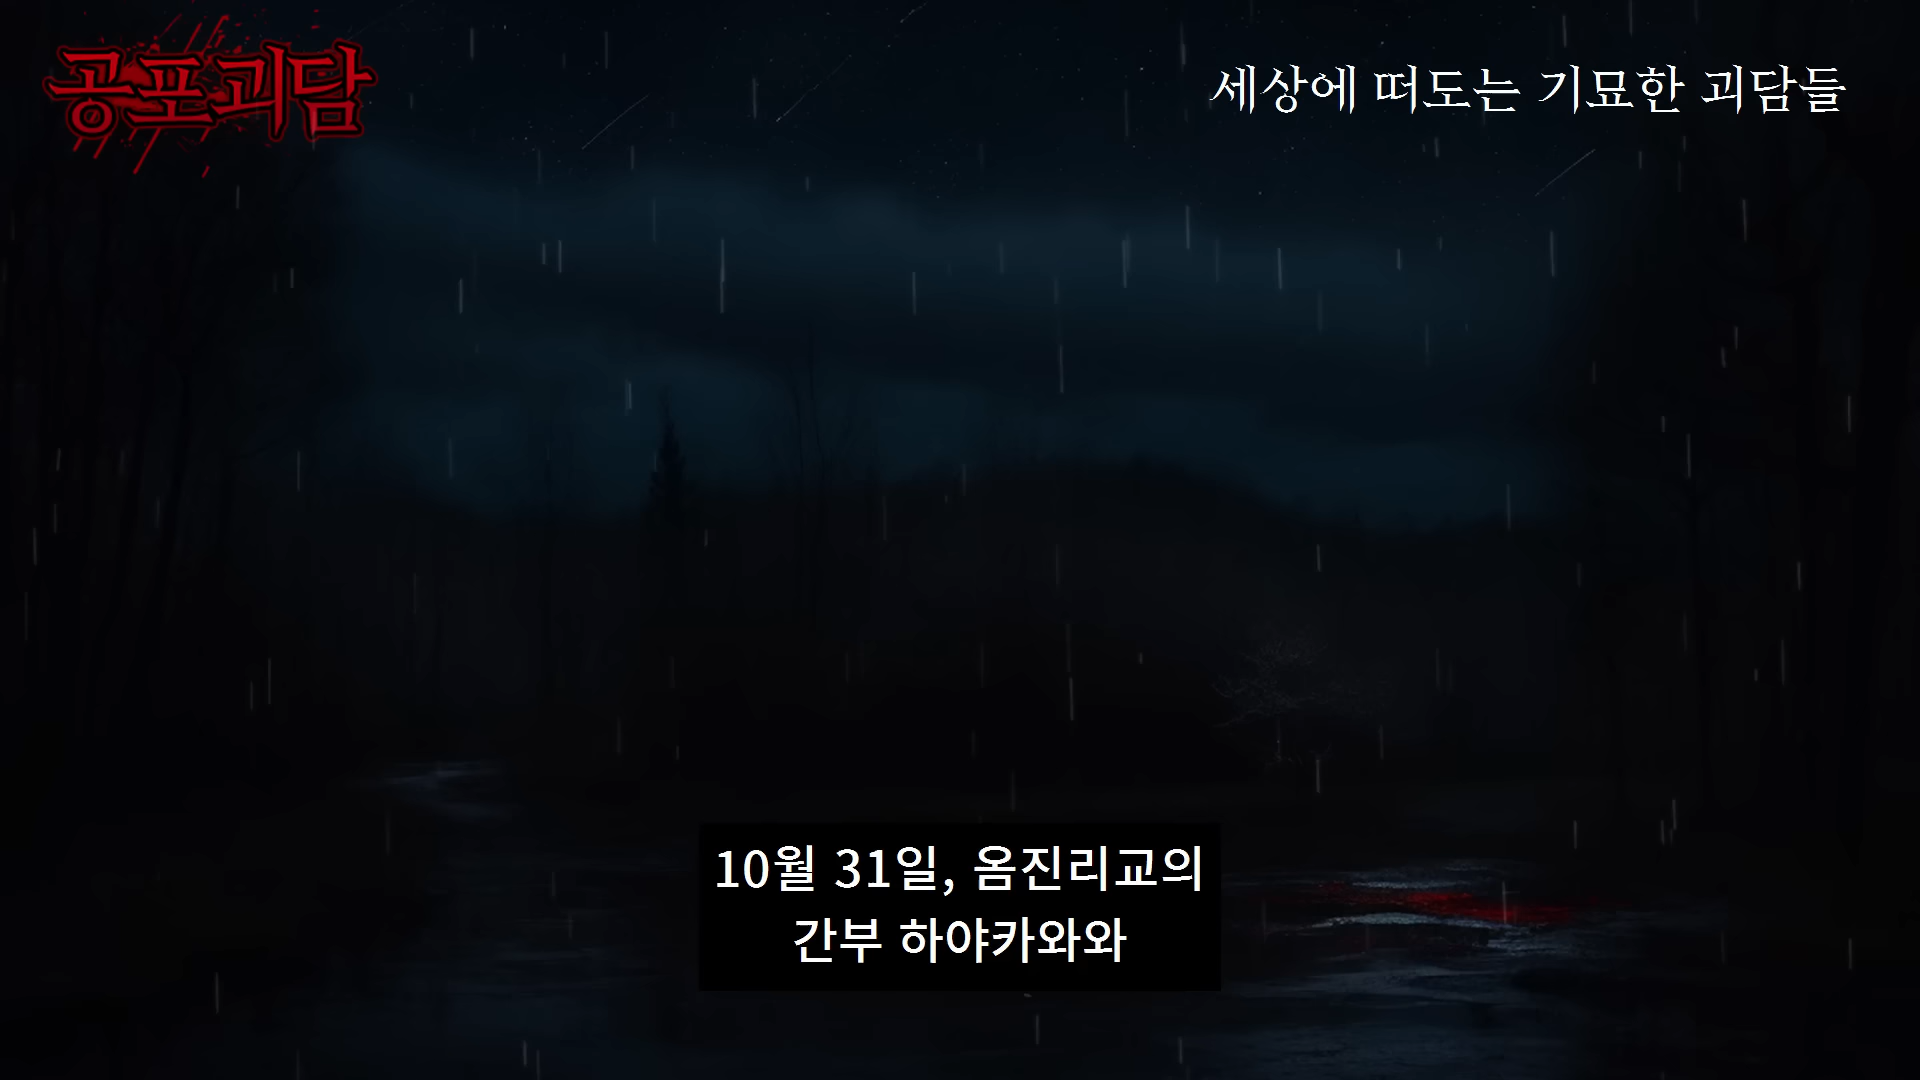 공포괴담
세상에 떠도는 기묘한 괴담들
10월 31일, 옴진리교의
간부 하야카와와